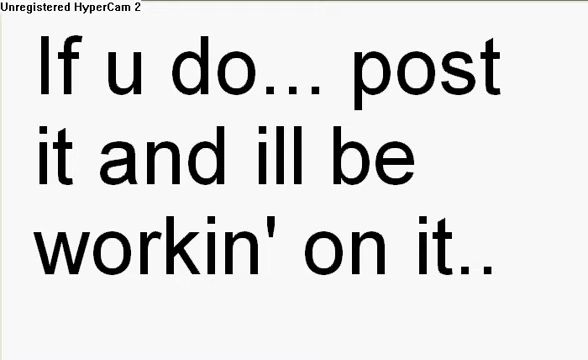 Unregistered HyperCam 2
If u do... post
it and ill be
workin' on it..